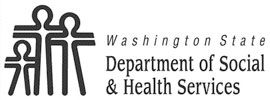 Washington State
Department of Social
& Health Services